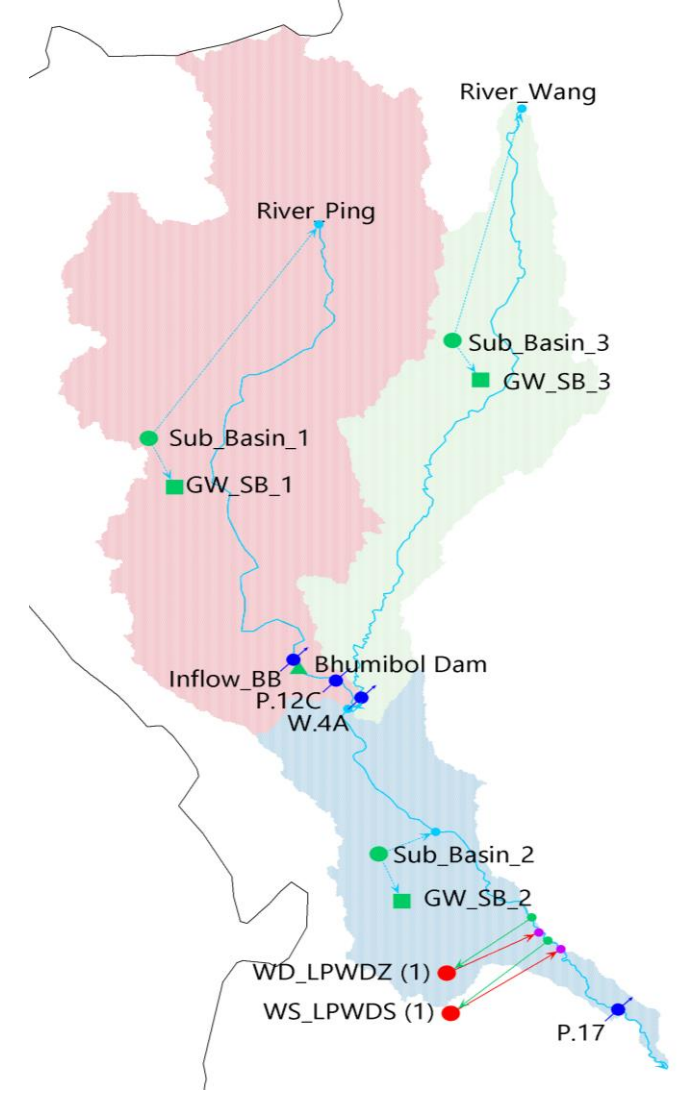 River_Wang
River_Ping
Sub_Basin_3
GW_SB_3
Sub_Basin_1
GW_SB_1
Bhumibol Dam
Inflow_BB
P.12C
W.4A
Sub_Basin_2
GW_SB_2
WD_LPWDZ (1)
WS_LPWDS (1)
P.17